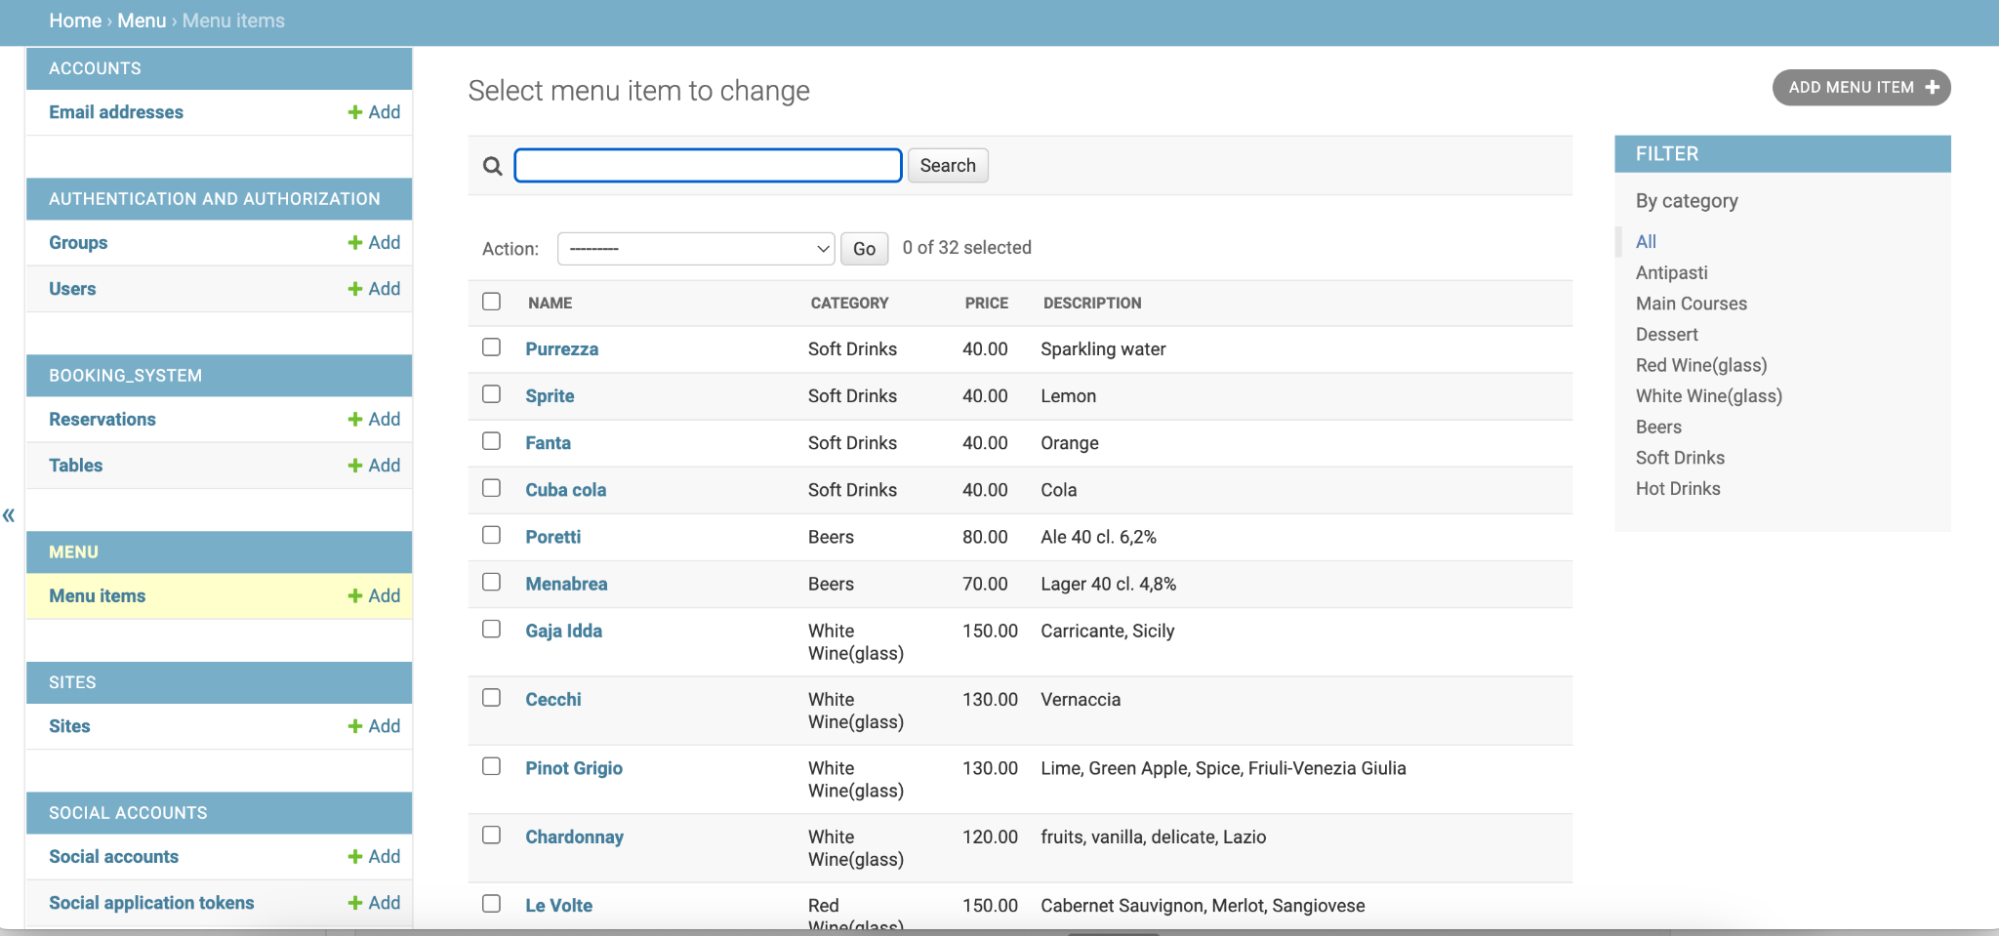 Home › Menu › Menu items
ACCOUNTS
Email addresses + Add
AUTHENTICATION AND AUTHORIZATION
Groups + Add
Users + Add
BOOKING_SYSTEM
Reservations + Add
Tables + Add
«
MENU
Menu items + Add
SITES
Sites + Add
SOCIAL ACCOUNTS
Social accounts + Add
Social application tokens + Add
Select menu item to change
ADD MENU ITEM +
Search
Action: --------- Go 0 of 32 selected
NAME CATEGORY PRICE DESCRIPTION
Purrezza Soft Drinks 40.00 Sparkling water
Sprite Soft Drinks 40.00 Lemon
Fanta Soft Drinks 40.00 Orange
Cuba cola Soft Drinks 40.00 Cola
Poretti Beers 80.00 Ale 40 cl. 6,2%
Menabrea Beers 70.00 Lager 40 cl. 4,8%
Gaja Idda White 150.00 Carricante, Sicily
Wine(glass)
Cecchi White 130.00 Vernaccia
Wine(glass)
Pinot Grigio White 130.00 Lime, Green Apple, Spice, Friuli-Venezia Giulia
Wine(glass)
Chardonnay White 120.00 fruits, vanilla, delicate, Lazio
Wine(glass)
Le Volte Red 150.00 Cabernet Sauvignon, Merlot, Sangiovese
Wine(glass)
FILTER
By category
All
Antipasti
Main Courses
Dessert
Red Wine(glass)
White Wine(glass)
Beers
Soft Drinks
Hot Drinks